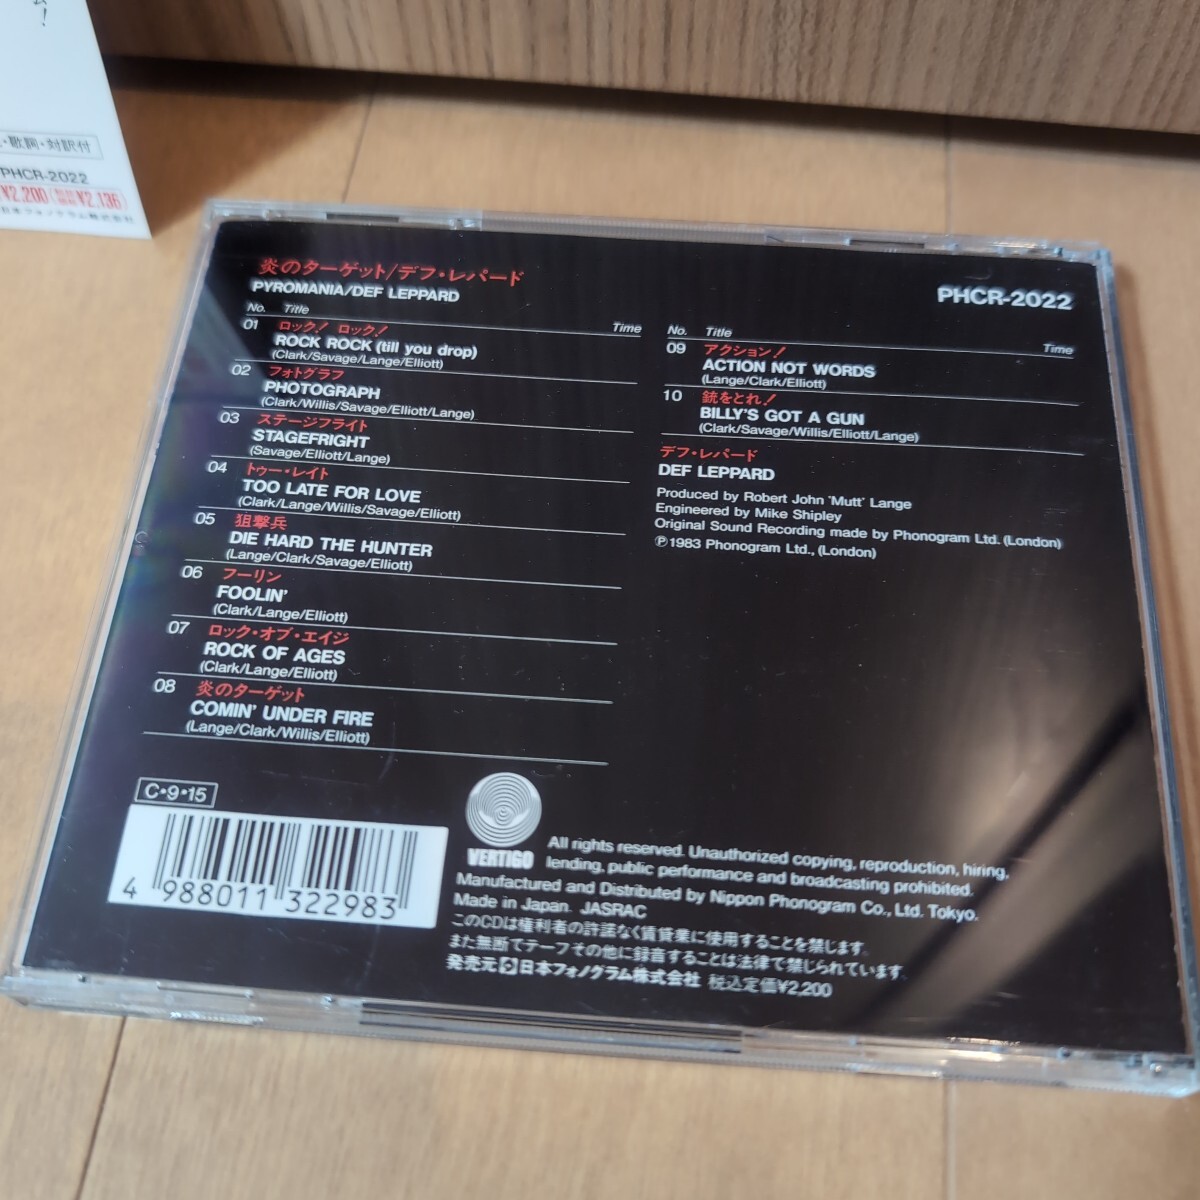 歌詞・対訳付
PHCR-2022
¥2,200 (税抜価格 ¥2,136)
日本フォノグラム株式会社
炎のターゲット/デフ・レパード
PYROMANIA/DEF LEPPARD
PHCR-2022
No. Title Time
01 ロック! ロック!
ROCK ROCK (till you drop)
(Clark/Savage/Lange/Elliott)
02 フォトグラフ
PHOTOGRAPH
(Clark/Willis/Savage/Elliott/Lange)
03 ステージフライト
STAGEFRIGHT
(Savage/Elliott/Lange)
04 トゥー・レイト
TOO LATE FOR LOVE
(Clark/Lange/Willis/Savage/Elliott)
05 狙撃兵
DIE HARD THE HUNTER
(Lange/Clark/Savage/Elliott)
06 フーリン
FOOLIN'
(Clark/Lange/Elliott)
07 ロック・オブ・エイジ
ROCK OF AGES
(Clark/Lange/Elliott)
08 炎のターゲット
COMIN' UNDER FIRE
(Lange/Clark/Willis/Elliott)
No. Title Time
09 アクション!
ACTION NOT WORDS
(Lange/Clark/Elliott)
10 銃をとれ!
BILLY'S GOT A GUN
(Clark/Savage/Willis/Elliott/Lange)
デフ・レパード
DEF LEPPARD
Produced by Robert John 'Mutt' Lange
Engineered by Mike Shipley
Original Sound Recording made by Phonogram Ltd. (London)
℗1983 Phonogram Ltd., (London)
C・9・15
4 988011 322983
VERTIGO
All rights reserved. Unauthorized copying, reproduction, hiring,
lending, public performance and broadcasting prohibited.
Manufactured and Distributed by Nippon Phonogram Co., Ltd. Tokyo.
Made in Japan. JASRAC
このCDは権利者の許諾なく賃貸業に使用することを禁じます。
また無断でテープその他に録音することは法律で禁じられています。
発売元 日本フォノグラム株式会社 税込定価¥2,200